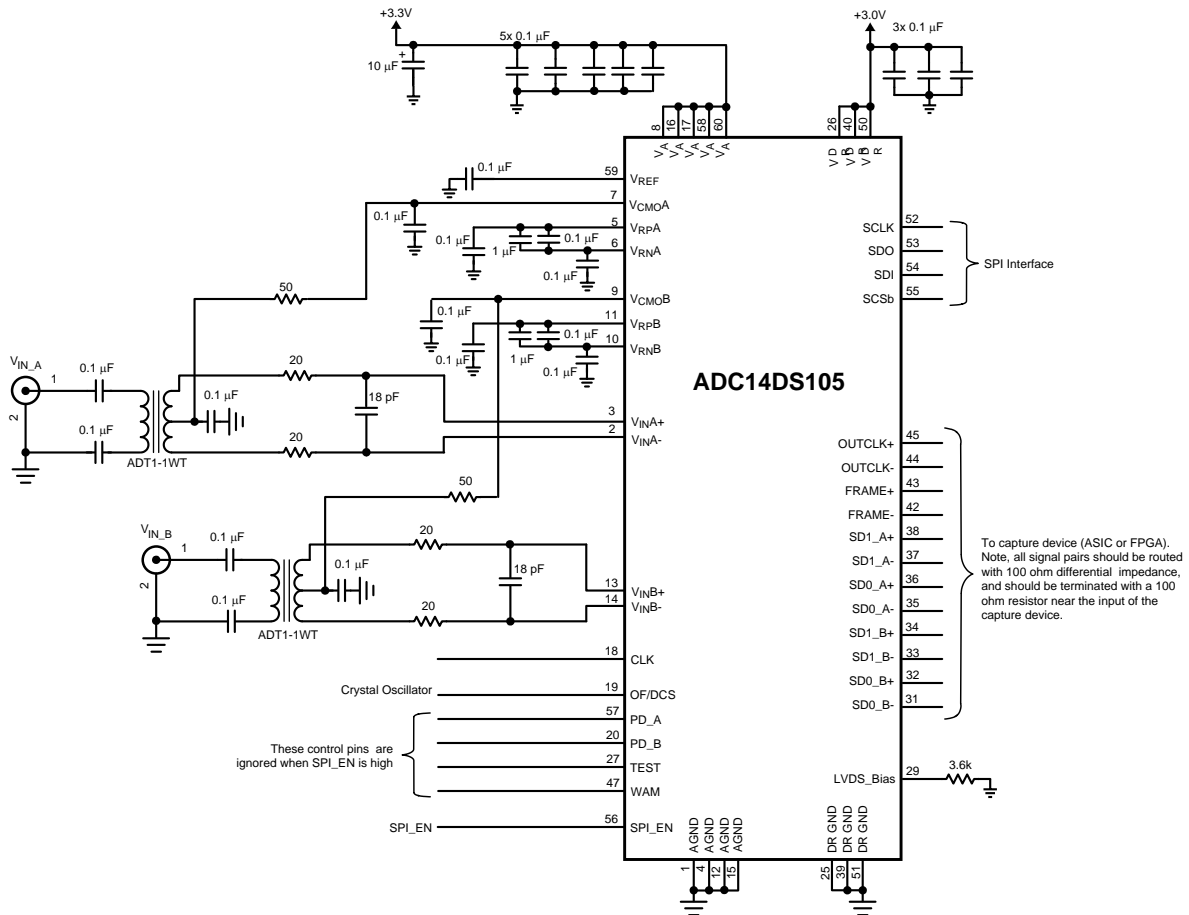 +3.3V
+3.0V
5x 0.1 µF
3x 0.1 µF
10 µF
+
8
16
17
58
60
26
40
50
VA
VA
VA
VA
VA
VD
VD
VD
R
R
R
0.1 µF
59
VREF
7
VCMOA
0.1 µF
5
VRPA
0.1 µF
1 µF
0.1 µF
6
VRNA
0.1 µF
50
9
VCMOB
0.1 µF
11
VRPB
0.1 µF
1 µF
0.1 µF
10
VRNB
0.1 µF
SCLK
52
SDO
53
SDI
54
SCSb
55
SPI Interface
ADC14DS105
VIN_A
1
2
0.1 µF
0.1 µF
ADT1-1WT
0.1 µF
20
20
18 pF
3
VINA+
2
VINA-
50
VIN_B
1
2
0.1 µF
0.1 µF
ADT1-1WT
0.1 µF
20
20
18 pF
13
VINB+
14
VINB-
OUTCLK+
45
OUTCLK-
44
FRAME+
43
FRAME-
42
SD1_A+
38
SD1_A-
37
SD0_A+
36
SD0_A-
35
SD1_B+
34
SD1_B-
33
SD0_B+
32
SD0_B-
31
To capture device (ASIC or FPGA).
Note, all signal pairs should be routed
with 100 ohm differential impedance,
and should be terminated with a 100
ohm resistor near the input of the
capture device.
18
CLK
Crystal Oscillator
19
OF/DCS
57
PD_A
20
PD_B
27
TEST
47
WAM
These control pins are
ignored when SPI_EN is high
SPI_EN
56
SPI_EN
LVDS_Bias
29
3.6k
AGND
AGND
AGND
AGND
1
4
12
15
DR GND
DR GND
DR GND
25
39
51